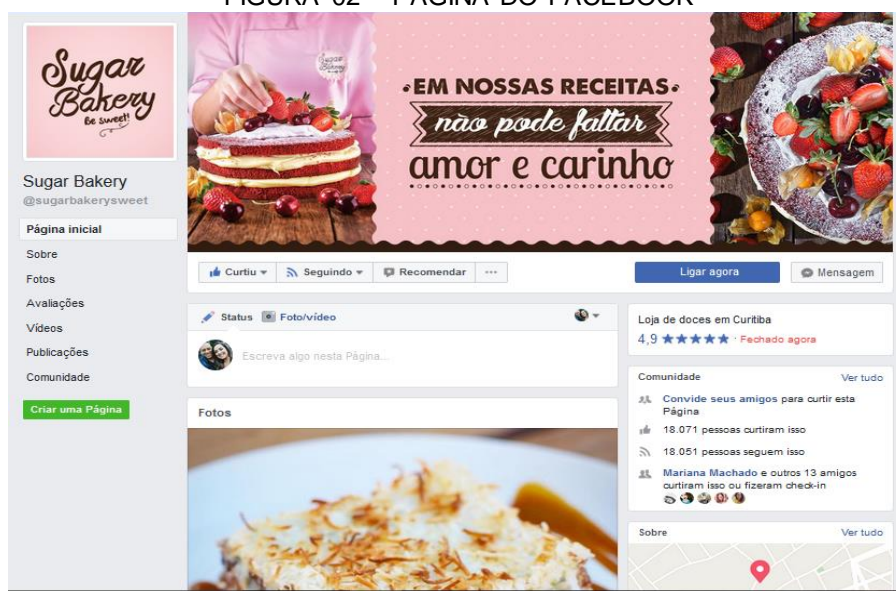 FIGURA 02 – PÁGINA DO FACEBOOK
Sugar
Bakery
Be sweet!
Sugar Bakery
@sugarbakerysweet
Página inicial
Sobre
Fotos
Avaliações
Vídeos
Publicações
Comunidade
Criar uma Página
Sugar
Bakery
EM NOSSAS RECEITAS
não pode faltar
amor e carinho
Curtiu
Seguindo
Recomendar
...
Ligar agora
Mensagem
Status
Foto/vídeo
Escreva algo nesta Página...
Fotos
Loja de doces em Curitiba
4,9 ★★★★★ · Fechado agora
Comunidade
Ver tudo
Convide seus amigos para curtir esta
Página
18.071 pessoas curtiram isso
18.051 pessoas seguem isso
Mariana Machado e outros 13 amigos
curtiram isso ou fizeram check-in
Sobre
Ver tudo